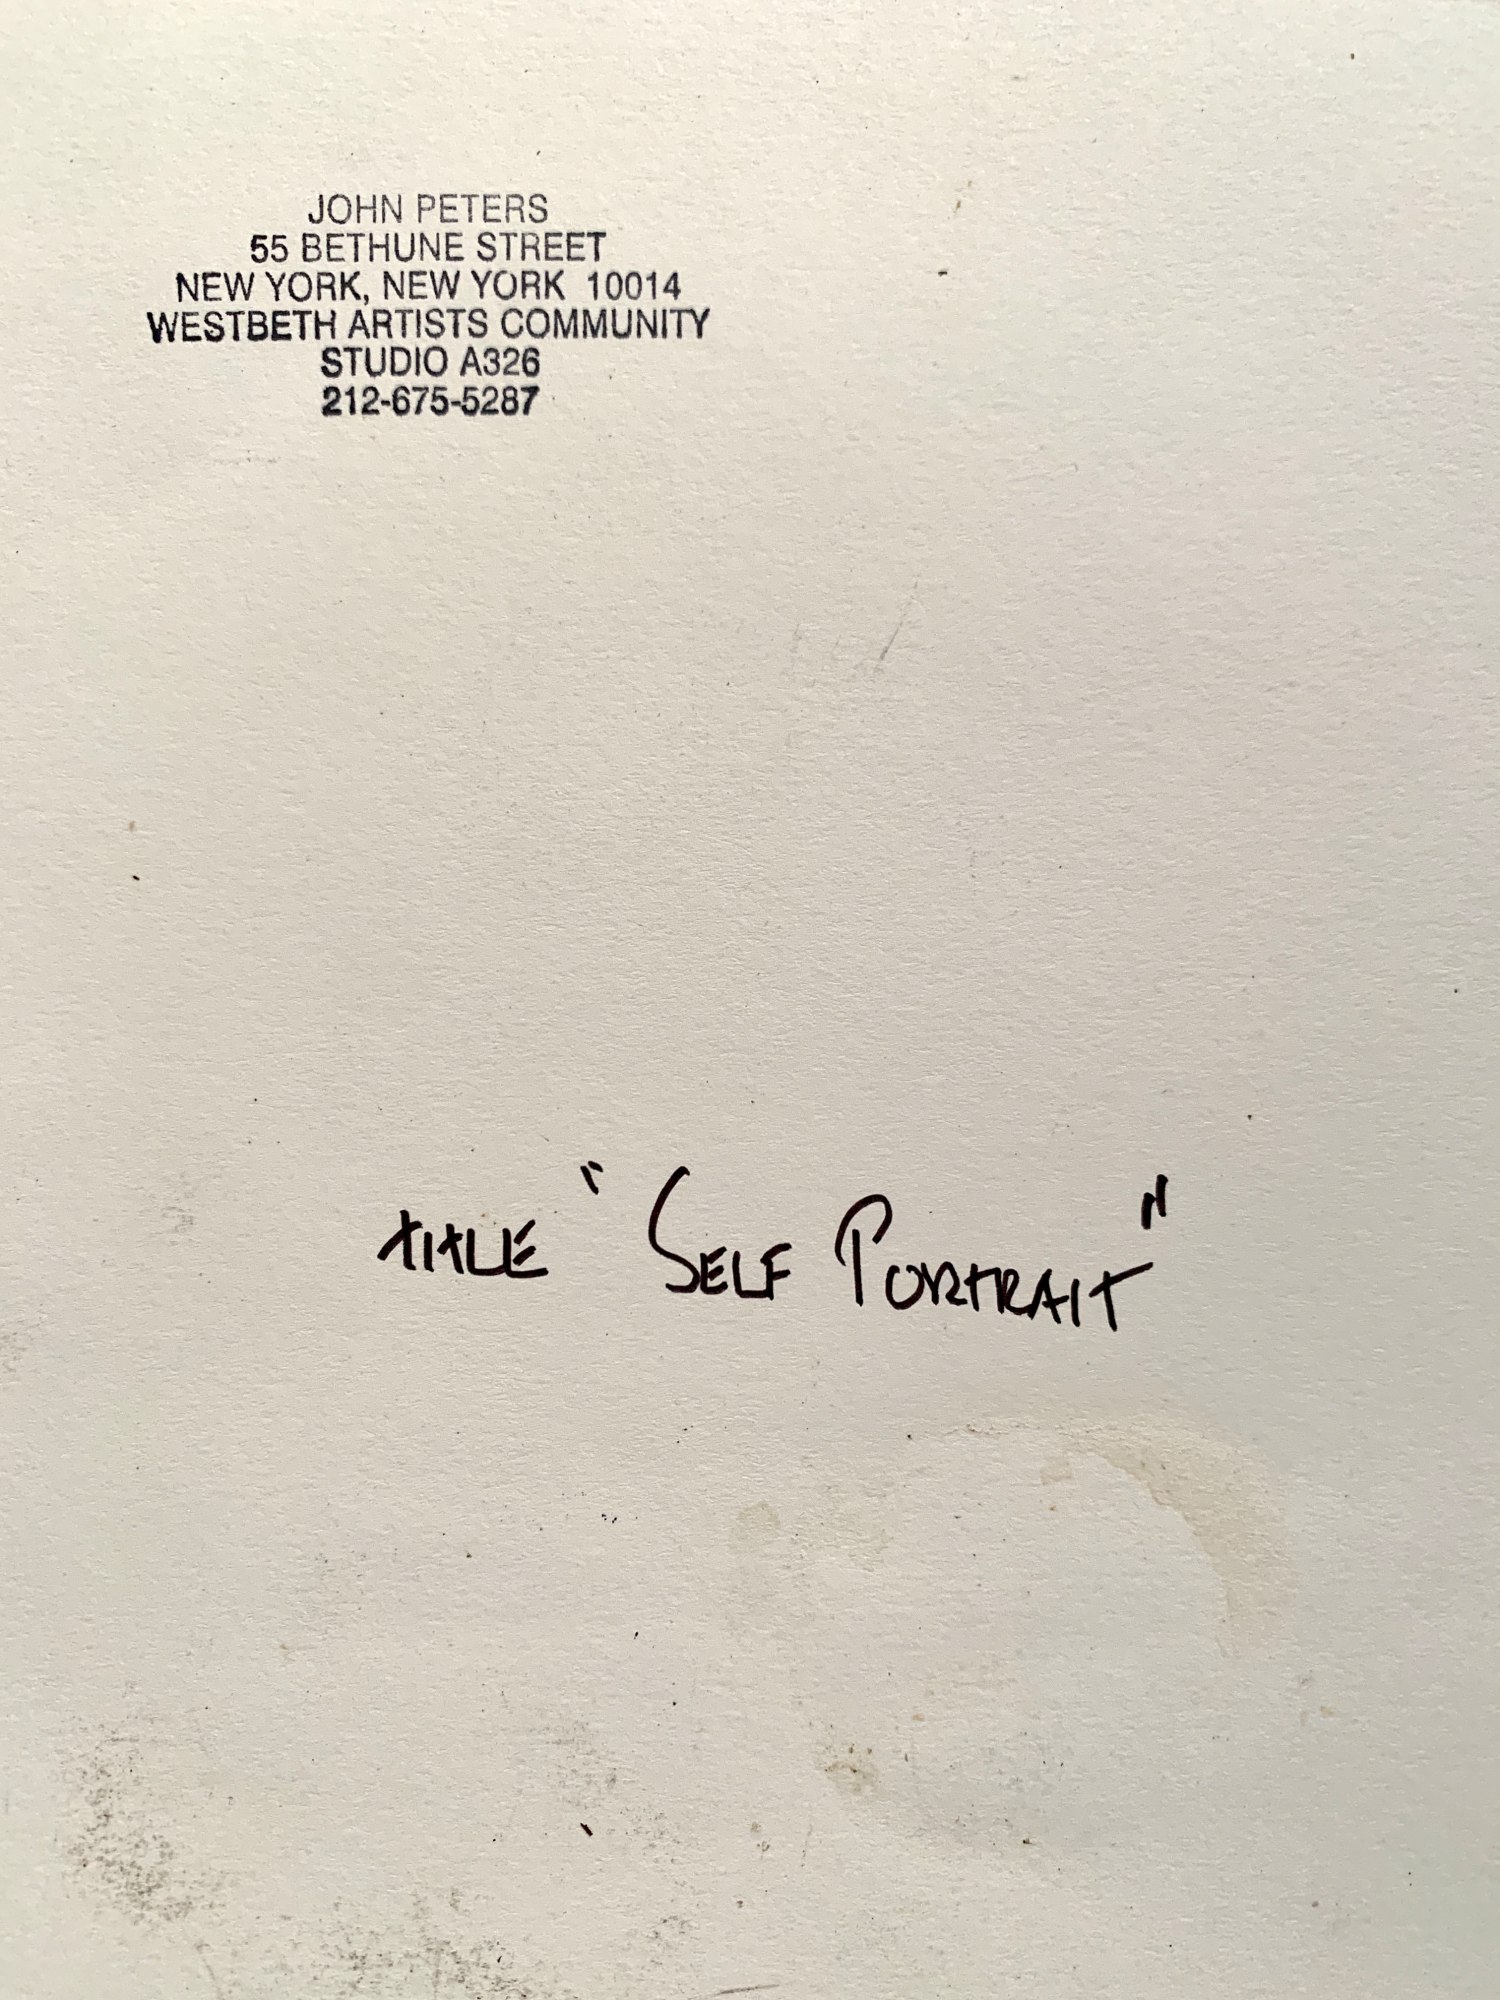 JOHN PETERS
55 BETHUNE STREET
NEW YORK, NEW YORK 10014
WESTBETH ARTISTS COMMUNITY
STUDIO A326
212-675-5287
TITLE "SELF PORTRAIT"